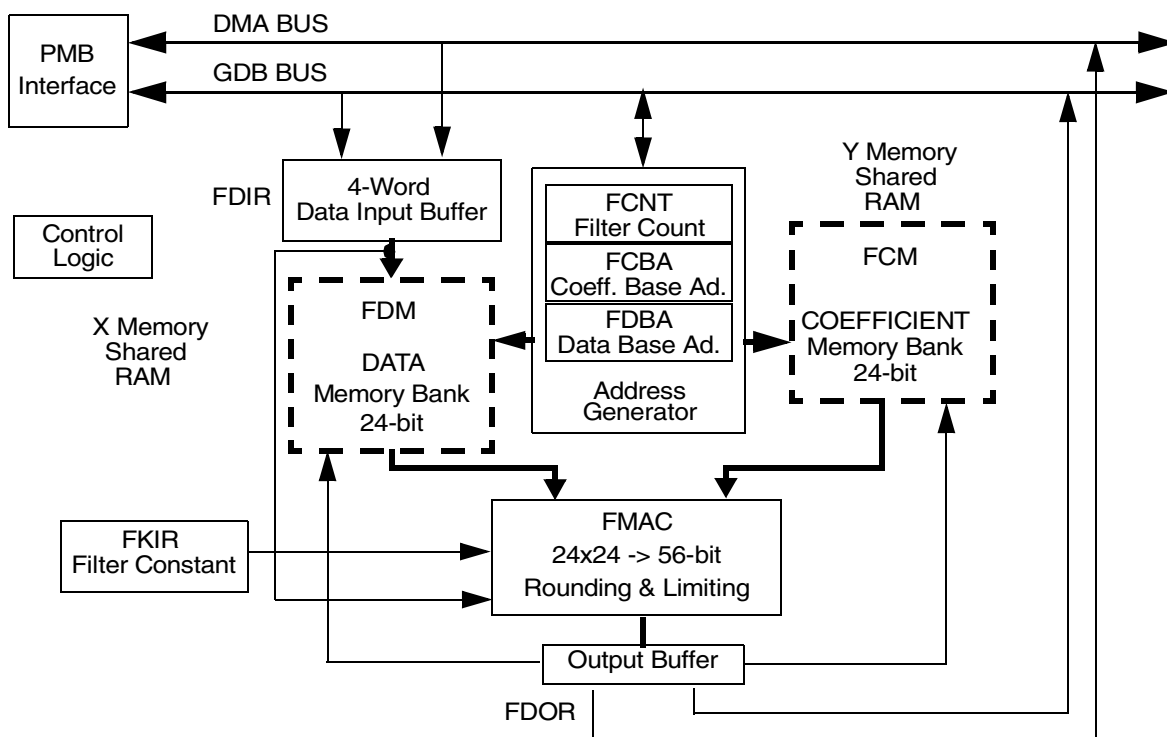 DMA BUS
PMB
Interface
GDB BUS
FDIR
4-Word
Data Input Buffer
Y Memory
Shared
RAM
Control
Logic
FCNT
Filter Count
FCBA
Coeff. Base Ad.
FDBA
Data Base Ad.
Address
Generator
FCM
COEFFICIENT
Memory Bank
24-bit
X Memory
Shared
RAM
FDM
DATA
Memory Bank
24-bit
FKIR
Filter Constant
FMAC
24x24 -> 56-bit
Rounding & Limiting
Output Buffer
FDOR